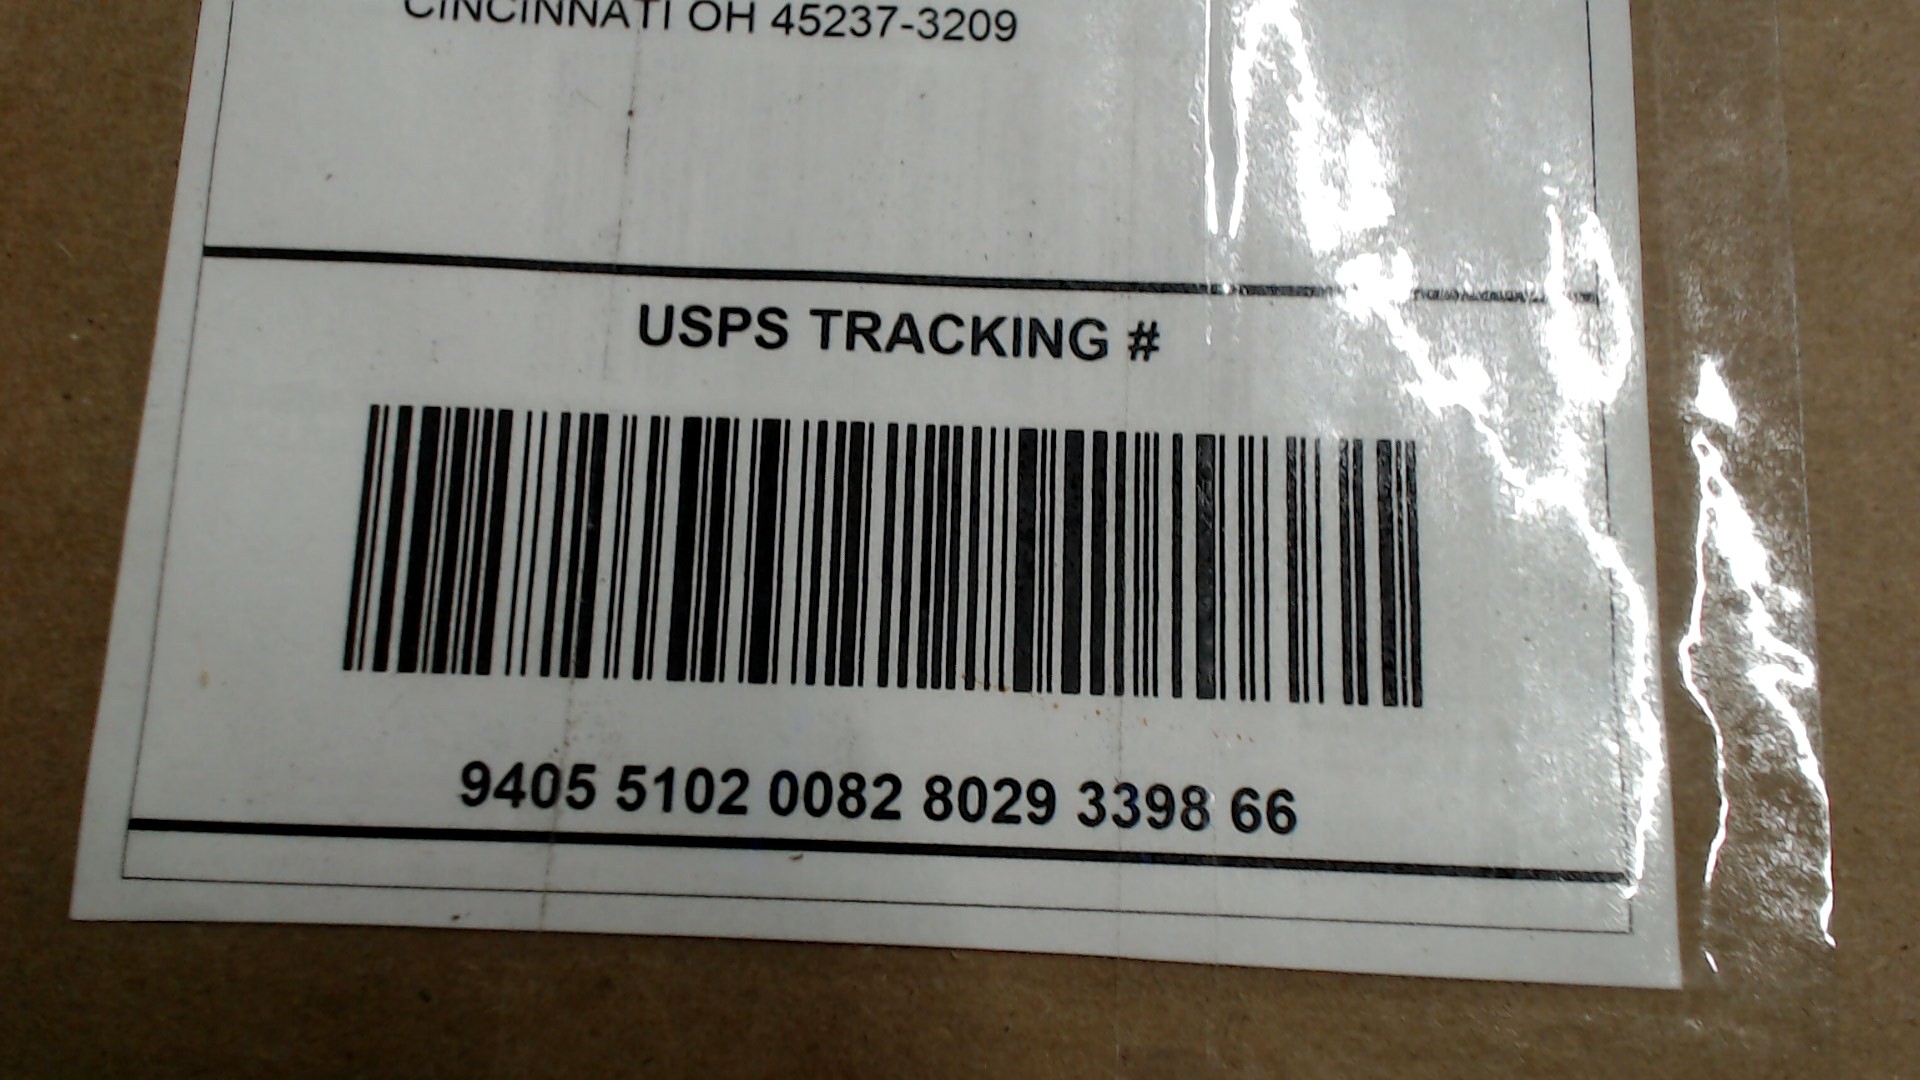 CINCINNATI OH 45237-3209
USPS TRACKING #
9405 5102 0082 8029 3398 66